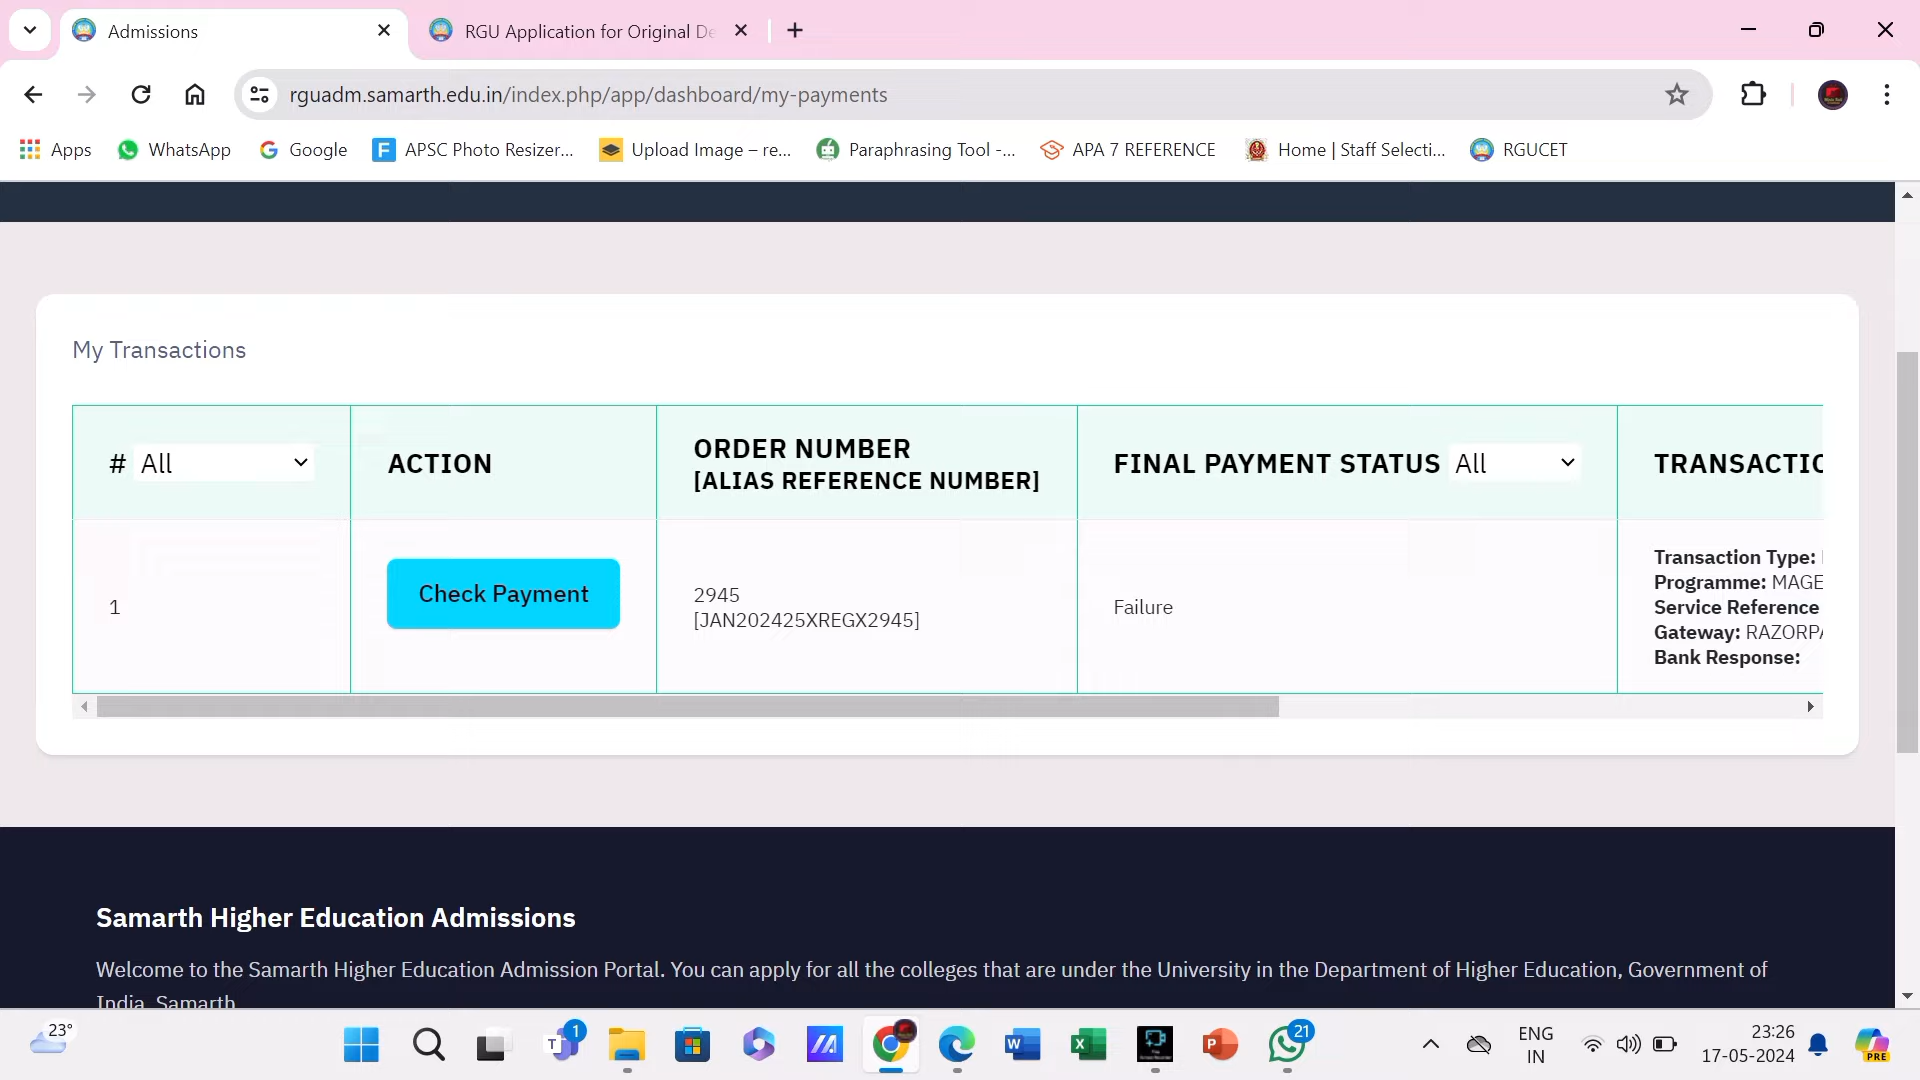 Admissions
RGU Application for Original De
rguadm.samarth.edu.in/index.php/app/dashboard/my-payments
Apps
WhatsApp
Google
APSC Photo Resizer...
Upload Image – re...
Paraphrasing Tool -...
APA 7 REFERENCE
Home | Staff Selecti...
RGUCET
My Transactions
# All
ACTION
ORDER NUMBER
[ALIAS REFERENCE NUMBER]
FINAL PAYMENT STATUS All
TRANSACTIO
1
Check Payment
2945
[JAN202425XREGX2945]
Failure
Transaction Type:
Programme: MAGE
Service Reference
Gateway: RAZORPA
Bank Response:
Samarth Higher Education Admissions
Welcome to the Samarth Higher Education Admission Portal. You can apply for all the colleges that are under the University in the Department of Higher Education, Government of
India, Samarth
23°
1
21
ENG
IN
23:26
17-05-2024
PRE